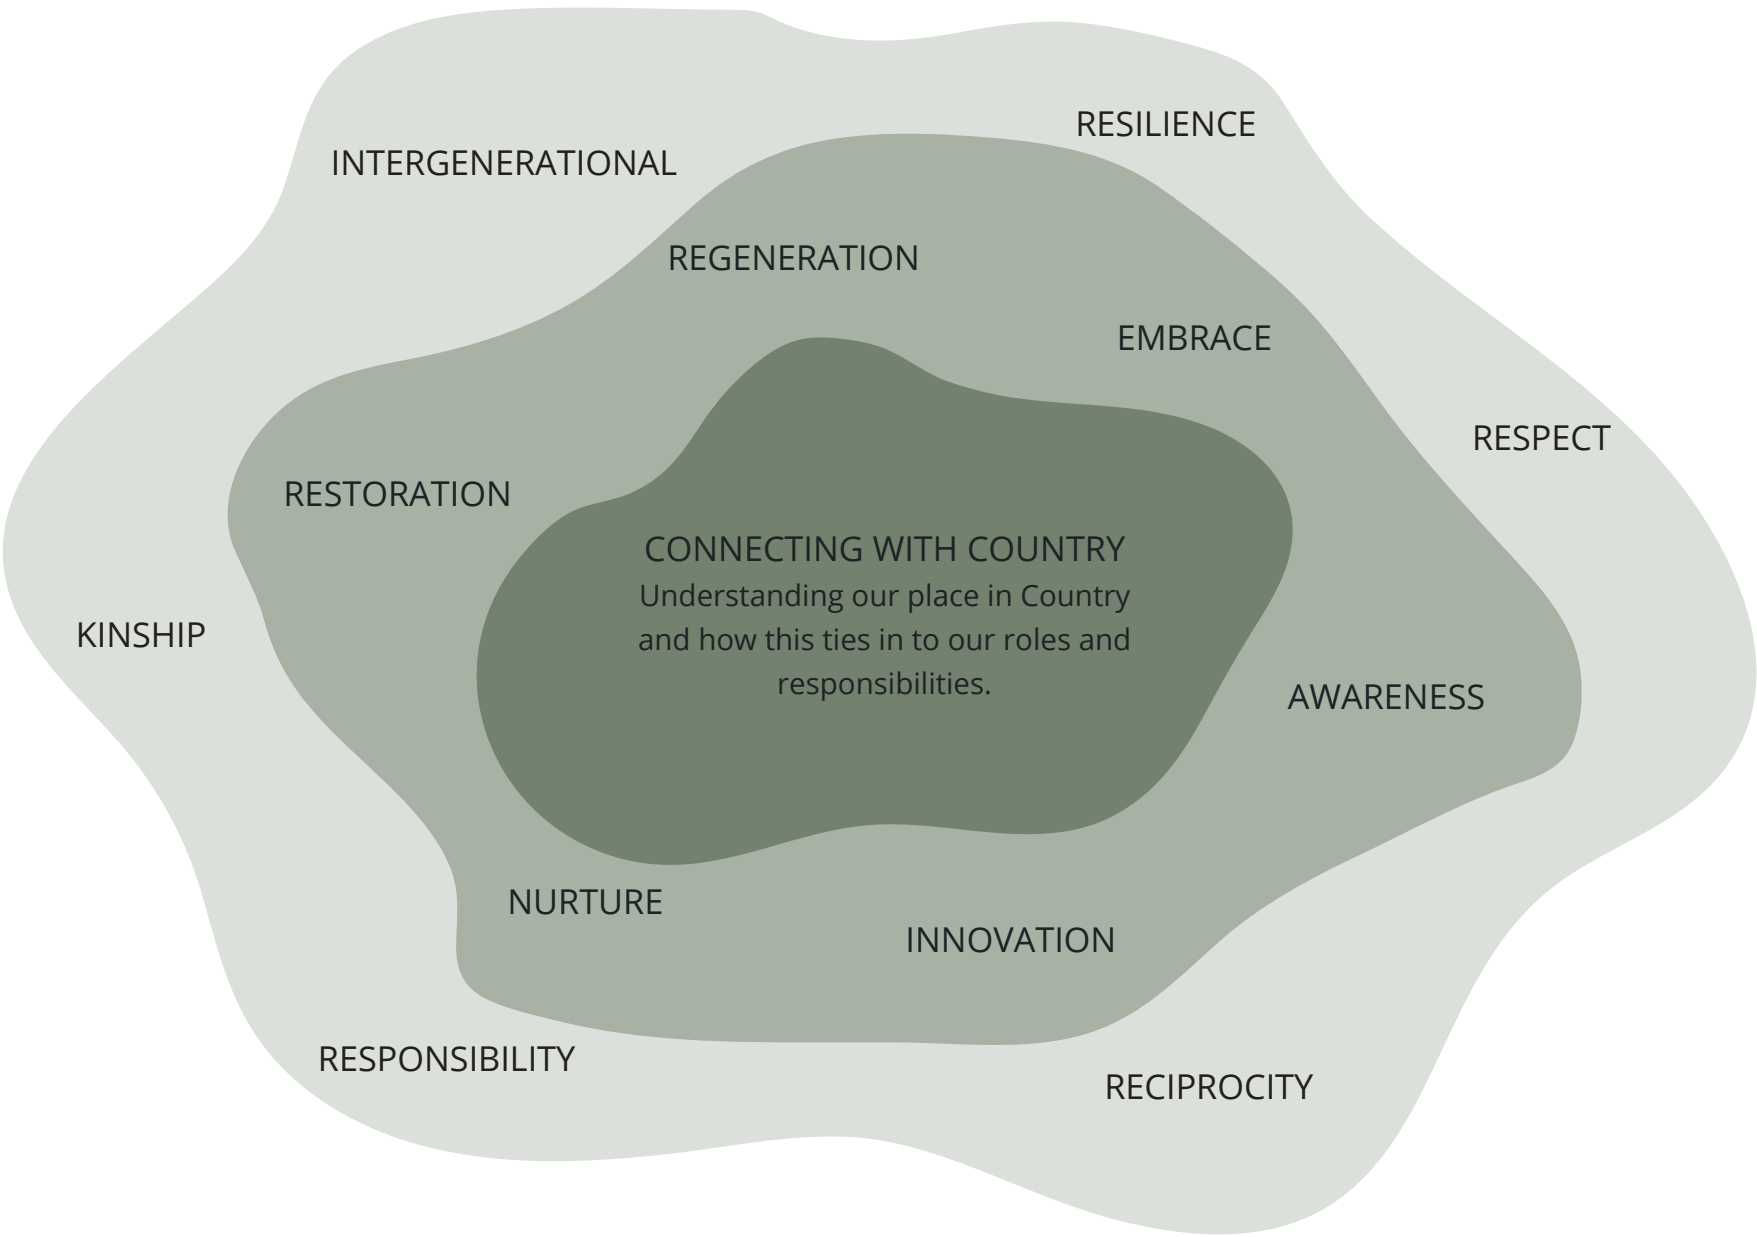 RESILIENCE
INTERGENERATIONAL
REGENERATION
EMBRACE
RESPECT
RESTORATION
CONNECTING WITH COUNTRY
Understanding our place in Country
and how this ties in to our roles and
responsibilities.
KINSHIP
AWARENESS
NURTURE
INNOVATION
RESPONSIBILITY
RECIPROCITY